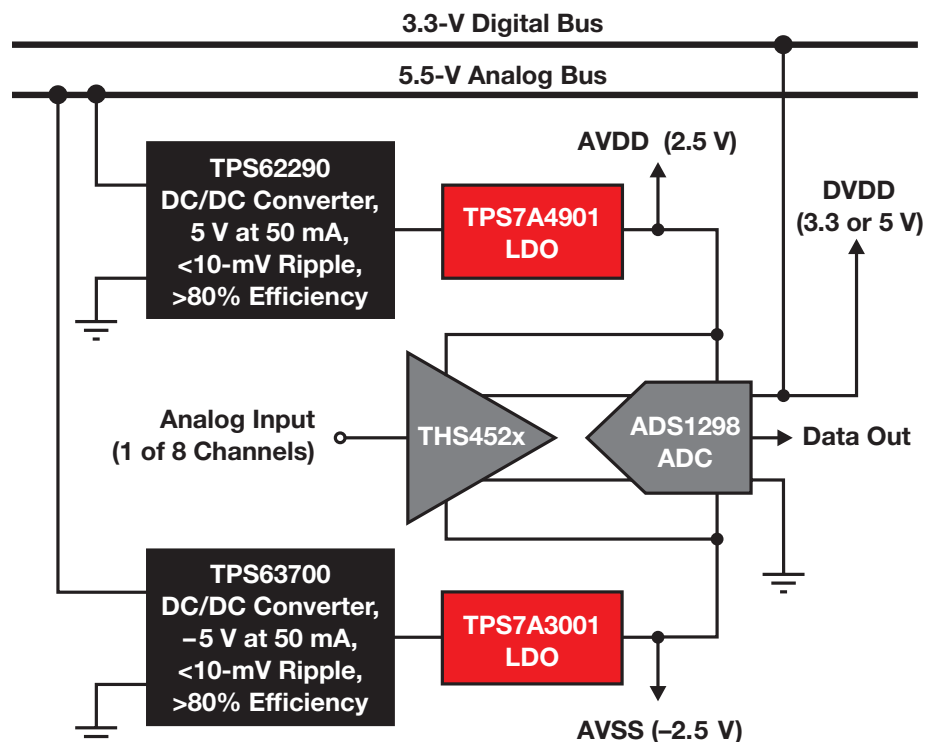 3.3-V Digital Bus
5.5-V Analog Bus
TPS62290
DC/DC Converter,
5 V at 50 mA,
<10-mV Ripple,
>80% Efficiency
TPS7A4901
LDO
AVDD (2.5 V)
DVDD
(3.3 or 5 V)
Analog Input
(1 of 8 Channels)
THS452x
ADS1298
ADC
Data Out
TPS63700
DC/DC Converter,
–5 V at 50 mA,
<10-mV Ripple,
>80% Efficiency
TPS7A3001
LDO
AVSS (–2.5 V)